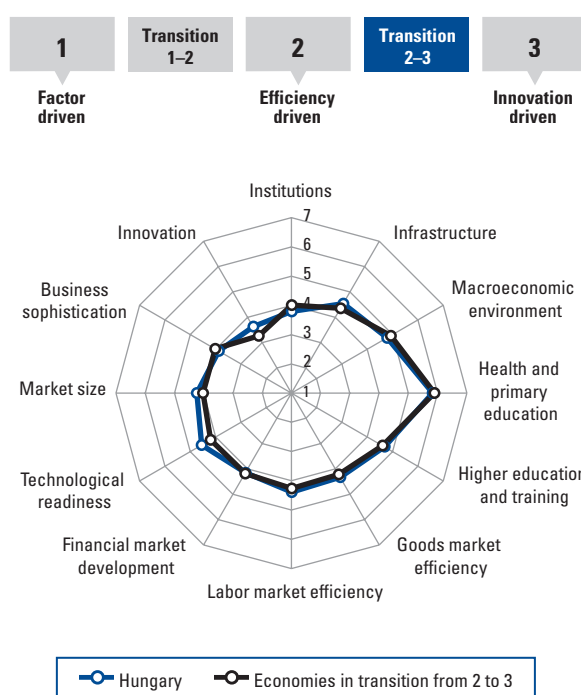 1
Transition
1–2
2
Transition
2–3
3
Factor
driven
Efficiency
driven
Innovation
driven
Institutions
7
Innovation
Infrastructure
6
5
Business
sophistication
Macroeconomic
environment
4
3
2
Market size
1
Health and
primary
education
Technological
readiness
Higher education
and training
Financial market
development
Goods market
efficiency
Labor market efficiency
Hungary
Economies in transition from 2 to 3